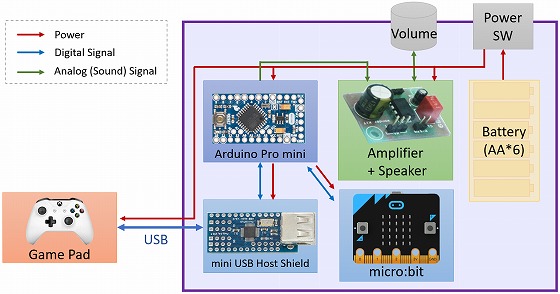 Power
Digital Signal
Analog (Sound) Signal
Volume
Power
SW
Arduino Pro mini
Amplifier
+ Speaker
Battery
(AA*6)
Game Pad
USB
mini USB Host Shield
micro:bit